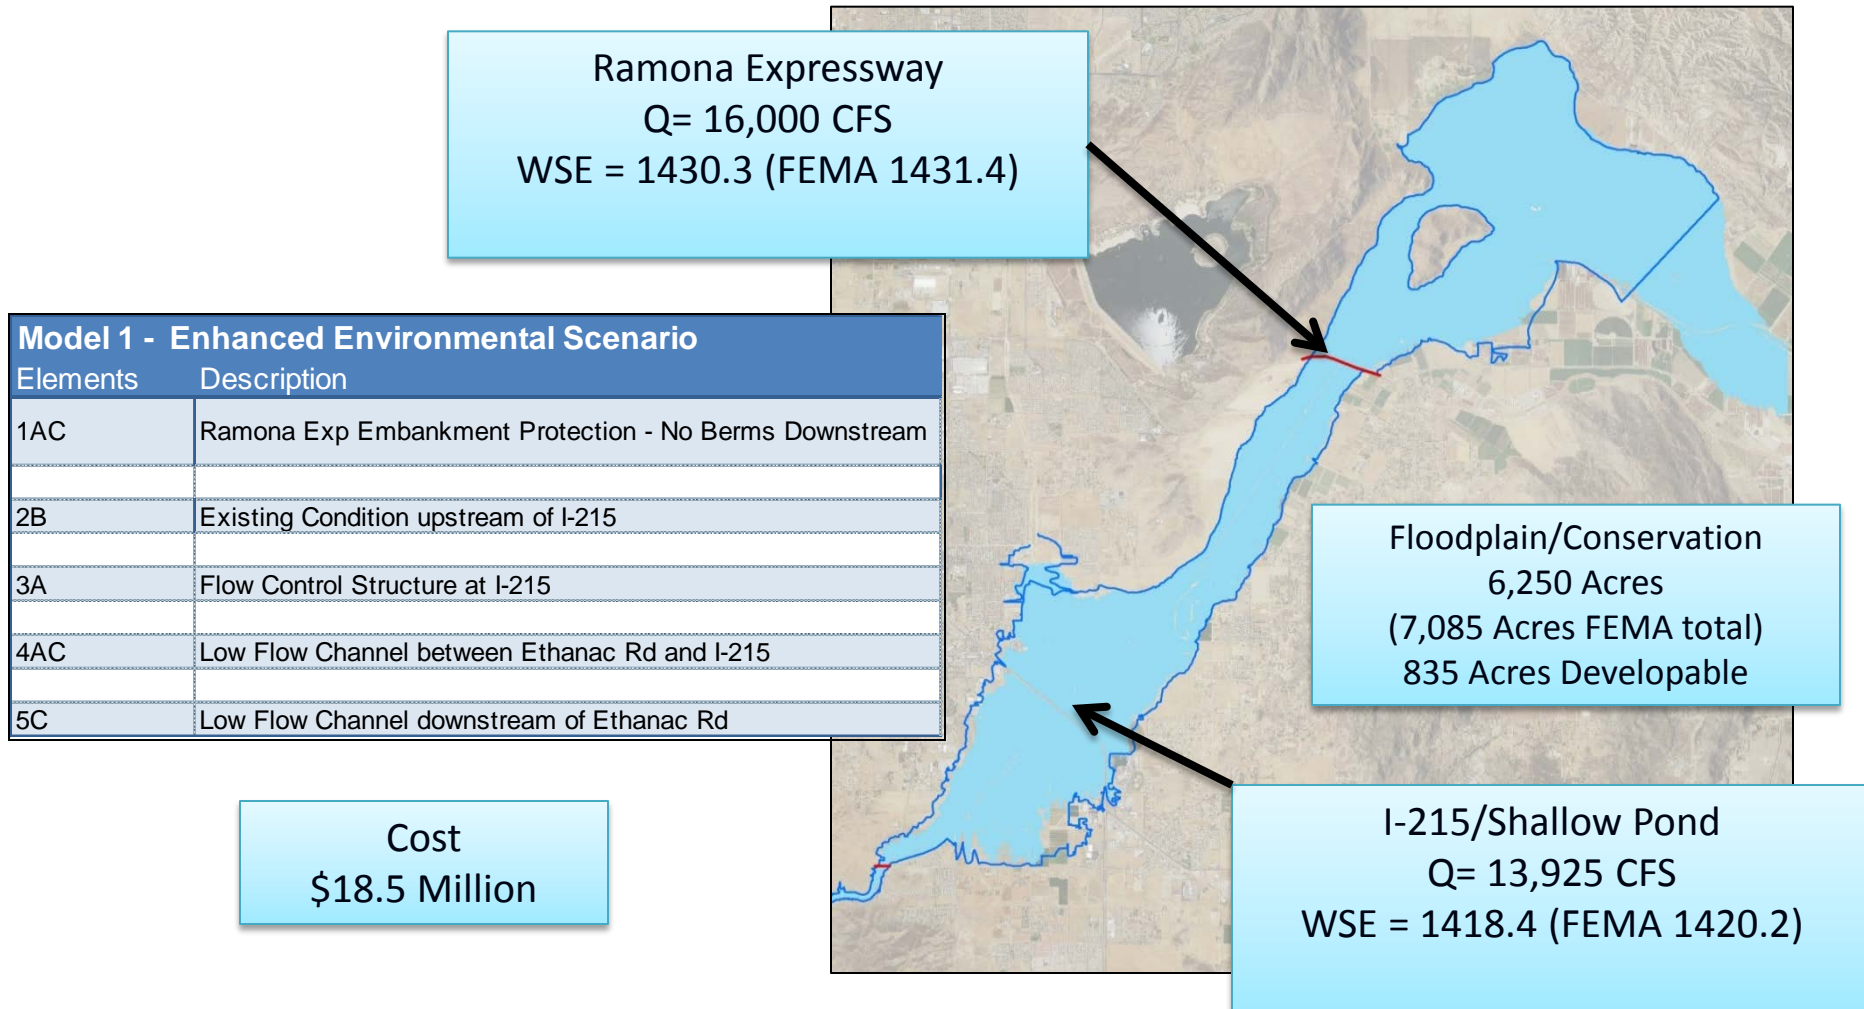 Ramona Expressway
Q= 16,000 CFS
WSE = 1430.3 (FEMA 1431.4)
Model 1 - Enhanced Environmental Scenario
Elements Description
1AC Ramona Exp Embankment Protection - No Berms Downstream
2B Existing Condition upstream of I-215
3A Flow Control Structure at I-215
4AC Low Flow Channel between Ethanac Rd and I-215
5C Low Flow Channel downstream of Ethanac Rd
Floodplain/Conservation
6,250 Acres
(7,085 Acres FEMA total)
835 Acres Developable
Cost
$18.5 Million
I-215/Shallow Pond
Q= 13,925 CFS
WSE = 1418.4 (FEMA 1420.2)